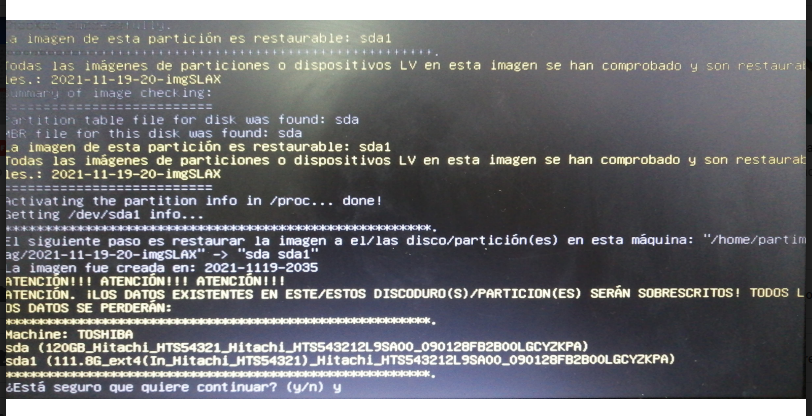 La imagen de esta partición es restaurable: sda1
Todas las imágenes de particiones o dispositivos LV en esta imagen se han comprobado y son restaurab
les.: 2021-11-19-20-imgSLAX
Summary of image checking:
============================
Partition table file for disk was found: sda
MBR file for this disk was found: sda
La imagen de esta partición es restaurable: sda1
Todas las imágenes de particiones o dispositivos LV en esta imagen se han comprobado y son restaurab
les.: 2021-11-19-20-imgSLAX
============================
Activating the partition info in /proc... done!
Getting /dev/sda1 info...
*********************************************************.
El siguiente paso es restaurar la imagen a el/las disco/partición(es) en esta máquina: "/home/partim
ag/2021-11-19-20-imgSLAX" -> "sda sda1"
La imagen fue creada en: 2021-1119-2035
ATENCIÓN!!! ATENCIÓN!!! ATENCIÓN!!!
ATENCIÓN. ¡LOS DATOS EXISTENTES EN ESTE/ESTOS DISCODURO(S)/PARTICION(ES) SERÁN SOBRESCRITOS! TODOS L
OS DATOS SE PERDERÁN:
*********************************************************.
Machine: TOSHIBA
sda (120GB_Hitachi_HTS54321_Hitachi_HTS543212L9SA00_090128FB2B00LGCYZKPA)
sda1 (111.8G_ext4(In_Hitachi_HTS54321)_Hitachi_HTS543212L9SA00_090128FB2B00LGCYZKPA)
*********************************************************.
¿Está seguro que quiere continuar? (y/n) y